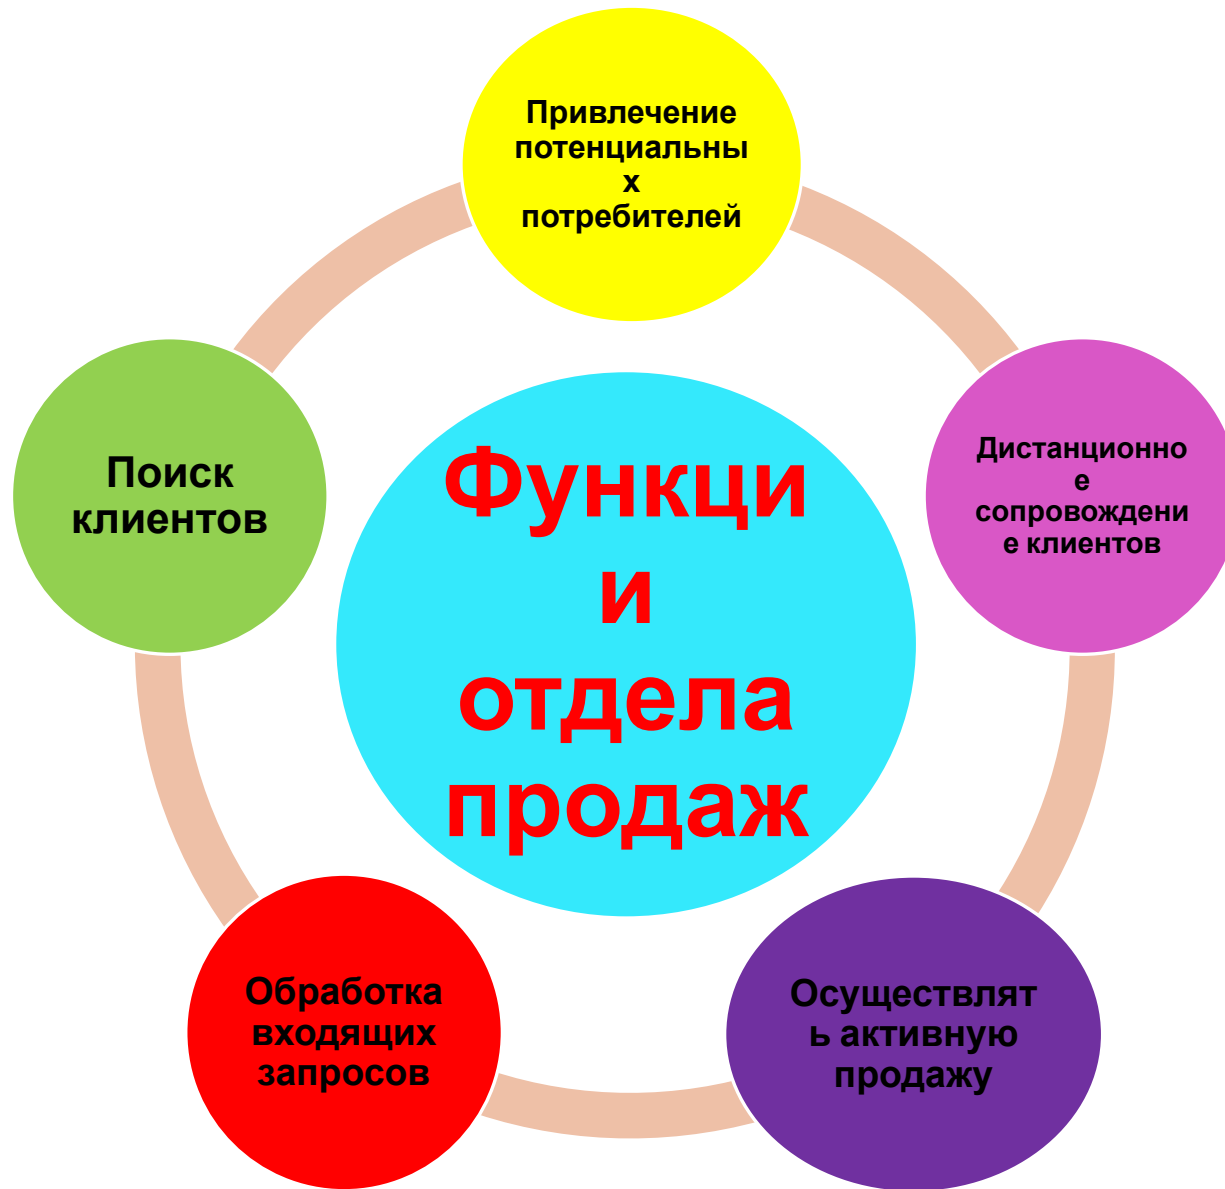 Привлечение
потенциальны
х
потребителей
Дистанционно
е
сопровождени
е клиентов
Поиск
клиентов
Функци
и
отдела
продаж
Обработка
входящих
запросов
Осуществлят
ь активную
продажу